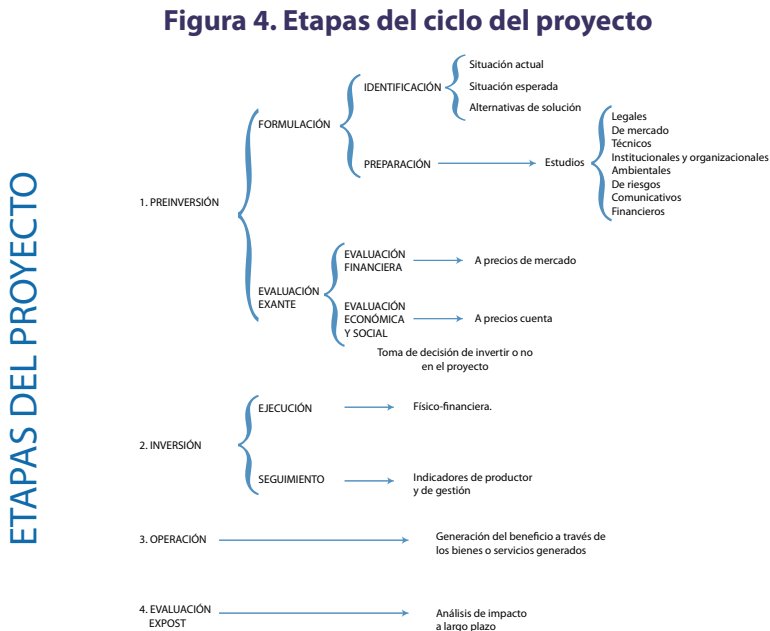 Figura 4. Etapas del ciclo del proyecto
ETAPAS DEL PROYECTO
1. PREINVERSIÓN
FORMULACIÓN
IDENTIFICACIÓN
Situación actual
Situación esperada
Alternativas de solución
PREPARACIÓN
Estudios
Legales
De mercado
Técnicos
Institucionales y organizacionales
Ambientales
De riesgos
Comunicativos
Financieros
EVALUACIÓN
EXANTE
EVALUACIÓN
FINANCIERA
A precios de mercado
EVALUACIÓN
ECONÓMICA
Y SOCIAL
A precios cuenta
Toma de decisión de invertir o no
en el proyecto
2. INVERSIÓN
EJECUCIÓN
Físico-financiera.
SEGUIMIENTO
Indicadores de productor
y de gestión
3. OPERACIÓN
Generación del beneficio a través de
los bienes o servicios generados
4. EVALUACIÓN
EXPOST
Análisis de impacto
a largo plazo